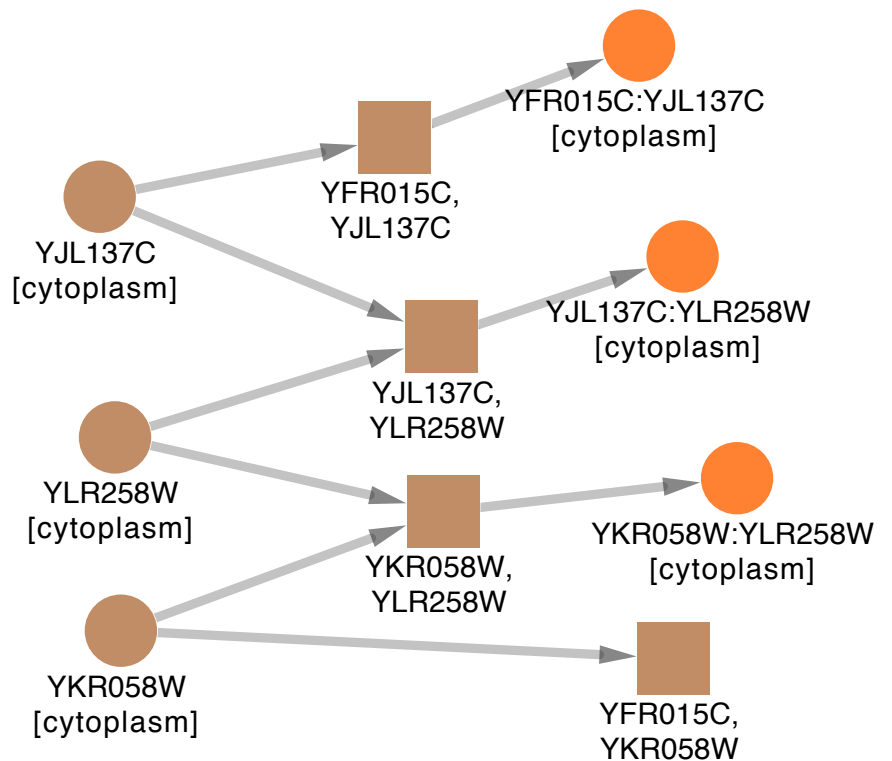 YFR015C:YJL137C
[cytoplasm]
YFR015C,
YJL137C
YJL137C
[cytoplasm]
YJL137C:YLR258W
[cytoplasm]
YJL137C,
YLR258W
YLR258W
[cytoplasm]
YKR058W:YLR258W
[cytoplasm]
YKR058W,
YLR258W
YKR058W
[cytoplasm]
YFR015C,
YKR058W